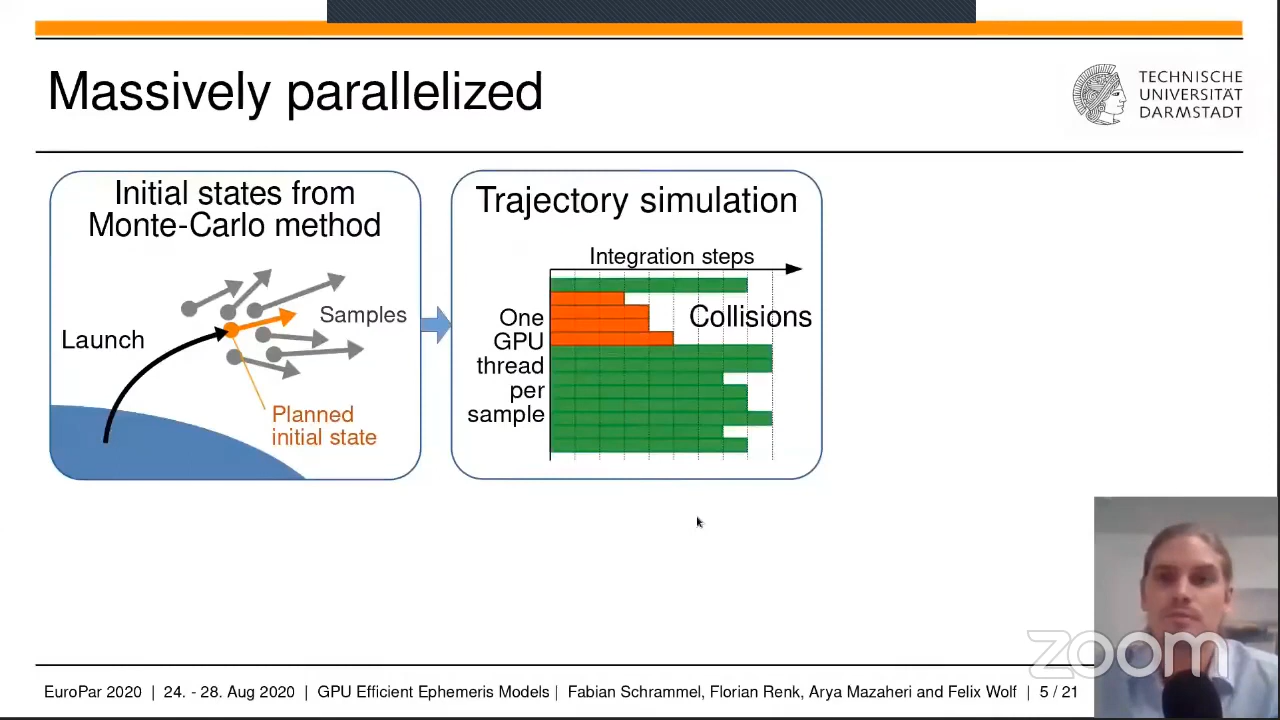 Massively parallelized
TECHNISCHE
UNIVERSITÄT
DARMSTADT
Initial states from
Monte-Carlo method
Samples
Launch
Planned
initial state
Trajectory simulation
Integration steps
Collisions
One
GPU
thread
per
sample
zoom
EuroPar 2020 | 24. - 28. Aug 2020 | GPU Efficient Ephemeris Models | Fabian Schrammel, Florian Renk, Arya Mazaheri and Felix Wolf | 5 / 21